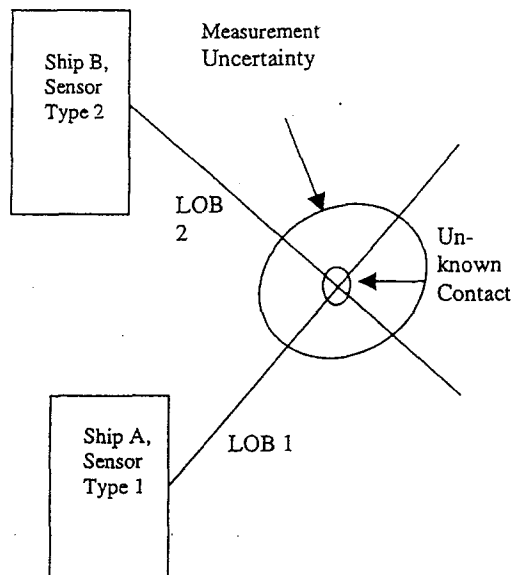 Measurement
Uncertainty
Ship B,
Sensor
Type 2
LOB
2
Un-
known
Contact
Ship A,
Sensor
Type 1
LOB 1